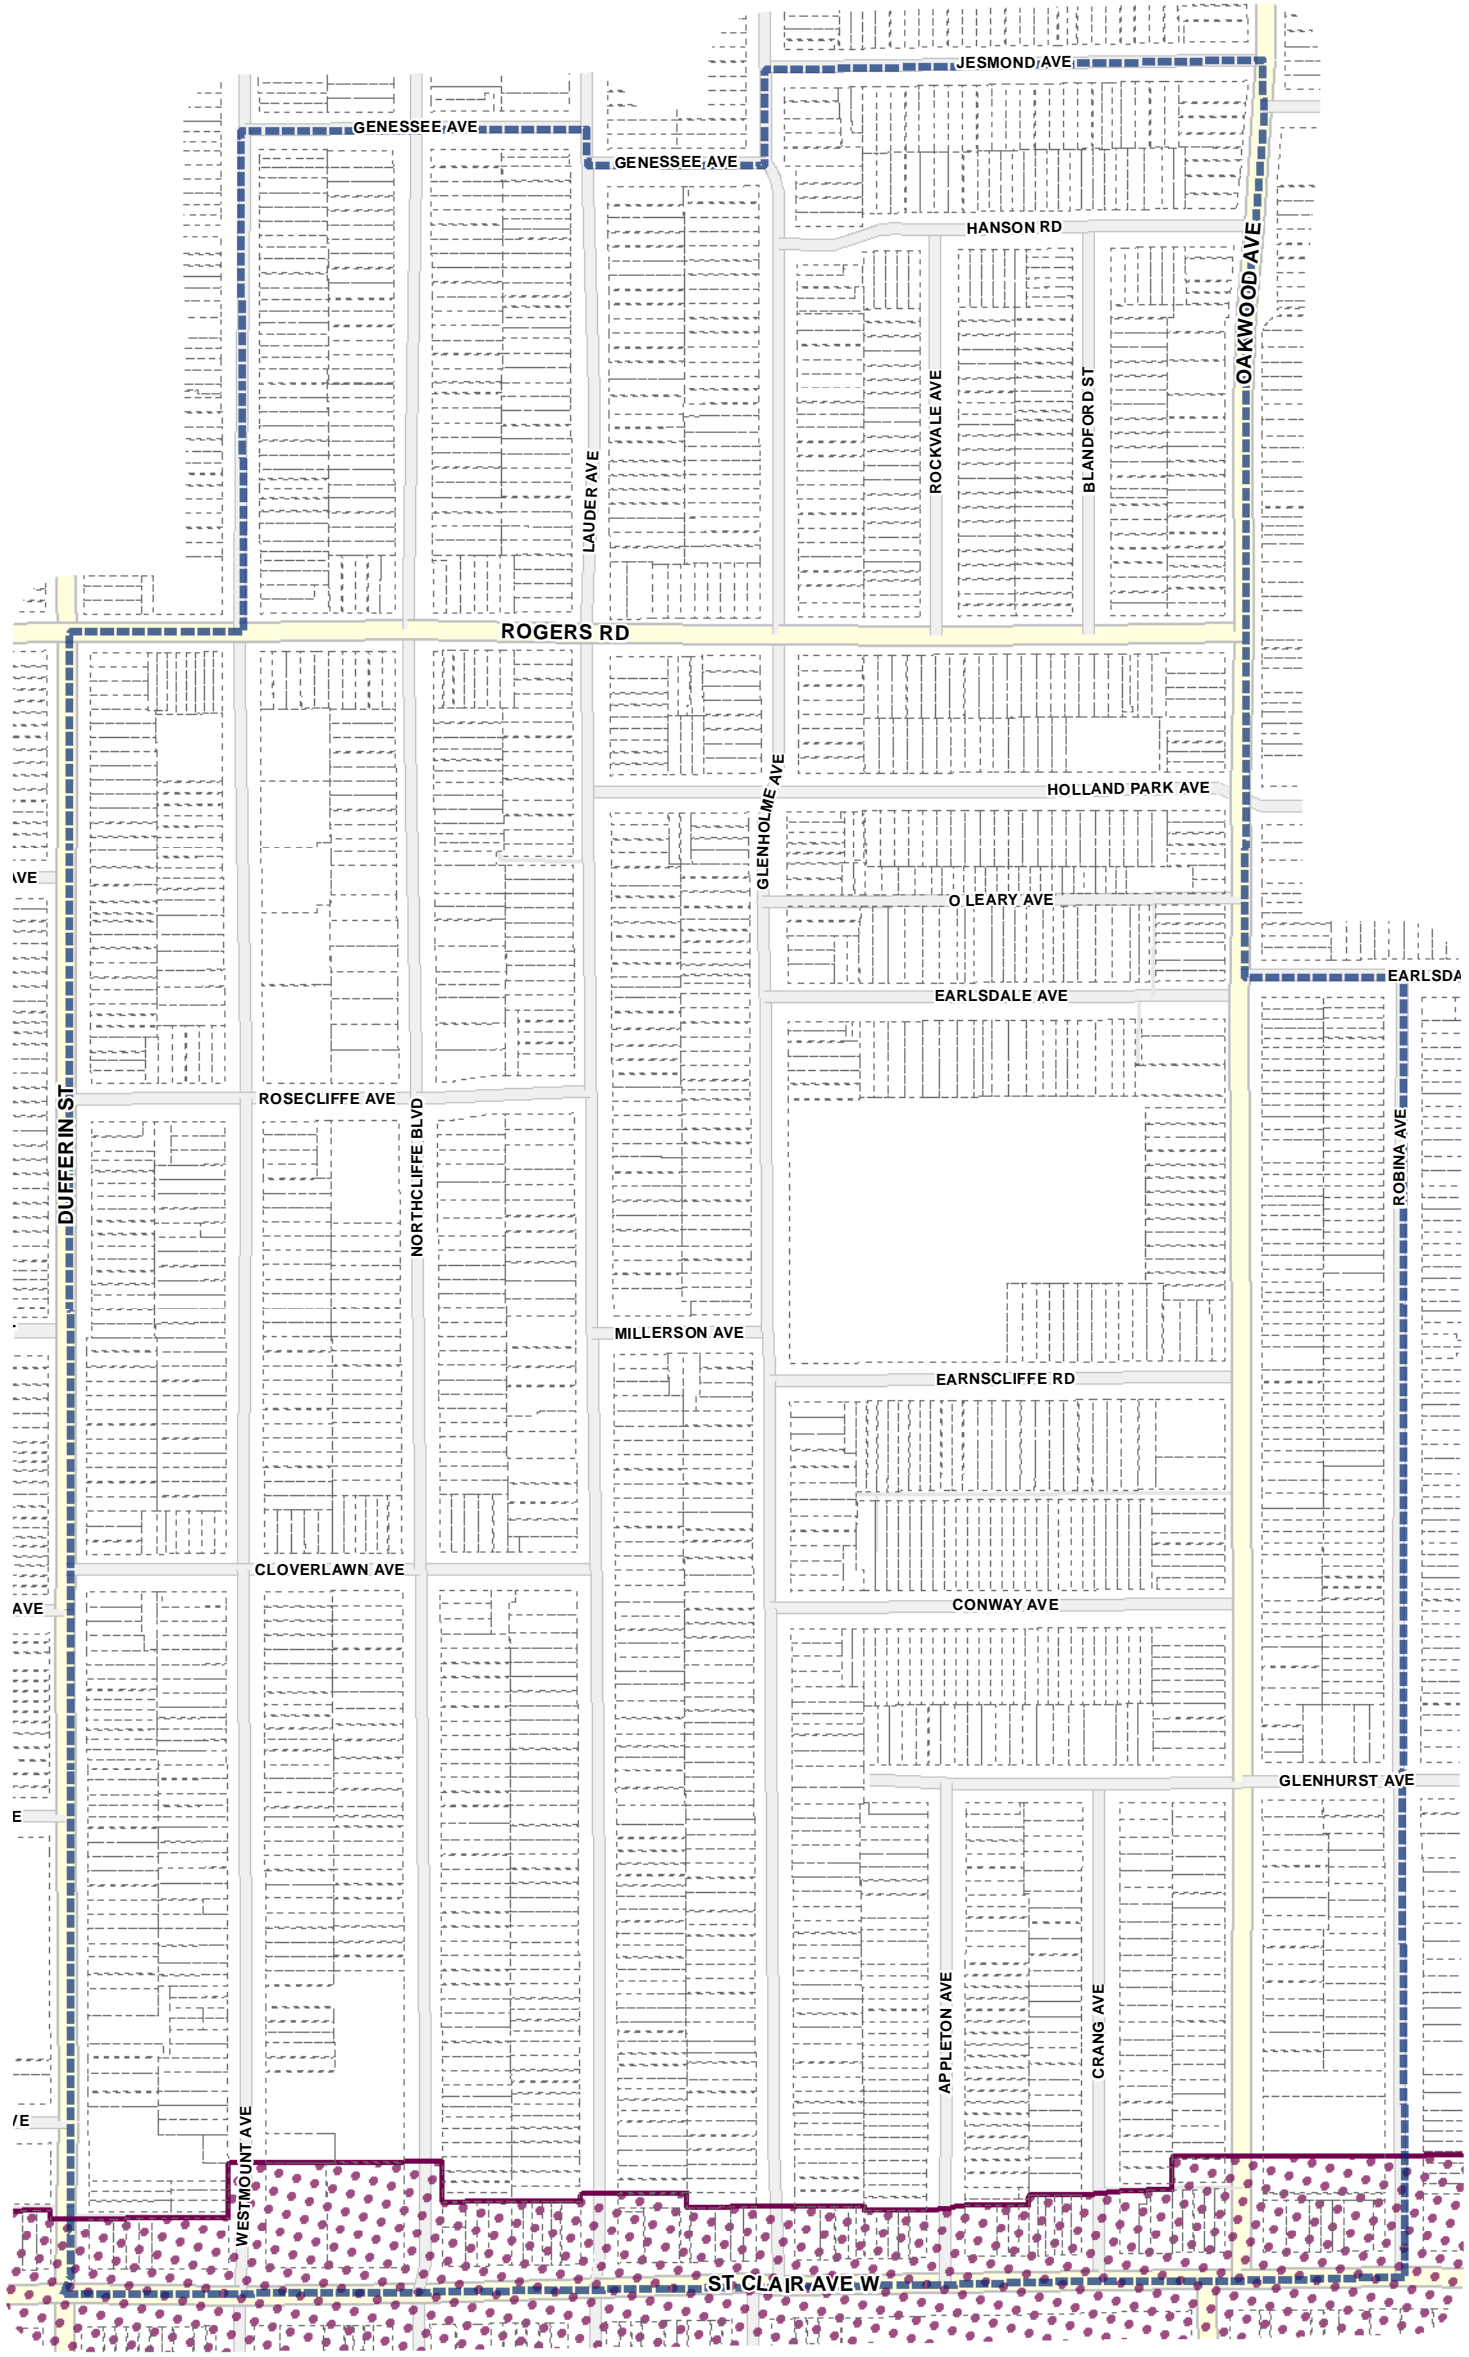 JESMOND AVE
GENESSEE AVE
GENESSEE AVE
HANSON RD
OAKWOOD AVE
ROCKVALE AVE
BLANDFORD ST
LAUDER AVE
ROGERS RD
GLENHOLME AVE
HOLLAND PARK AVE
AVE
O LEARY AVE
EARLSDA
EARLSDALE AVE
DUFFERIN ST
ROSECLIFFE AVE
NORTHCLIFFE BLVD
ROBINA AVE
MILLERSON AVE
EARNSCLIFFE RD
CLOVERLAWN AVE
AVE
CONWAY AVE
GLENHURST AVE
E
APPLETON AVE
CRANG AVE
VE
WESTMOUNT AVE
ST CLAIR AVE W